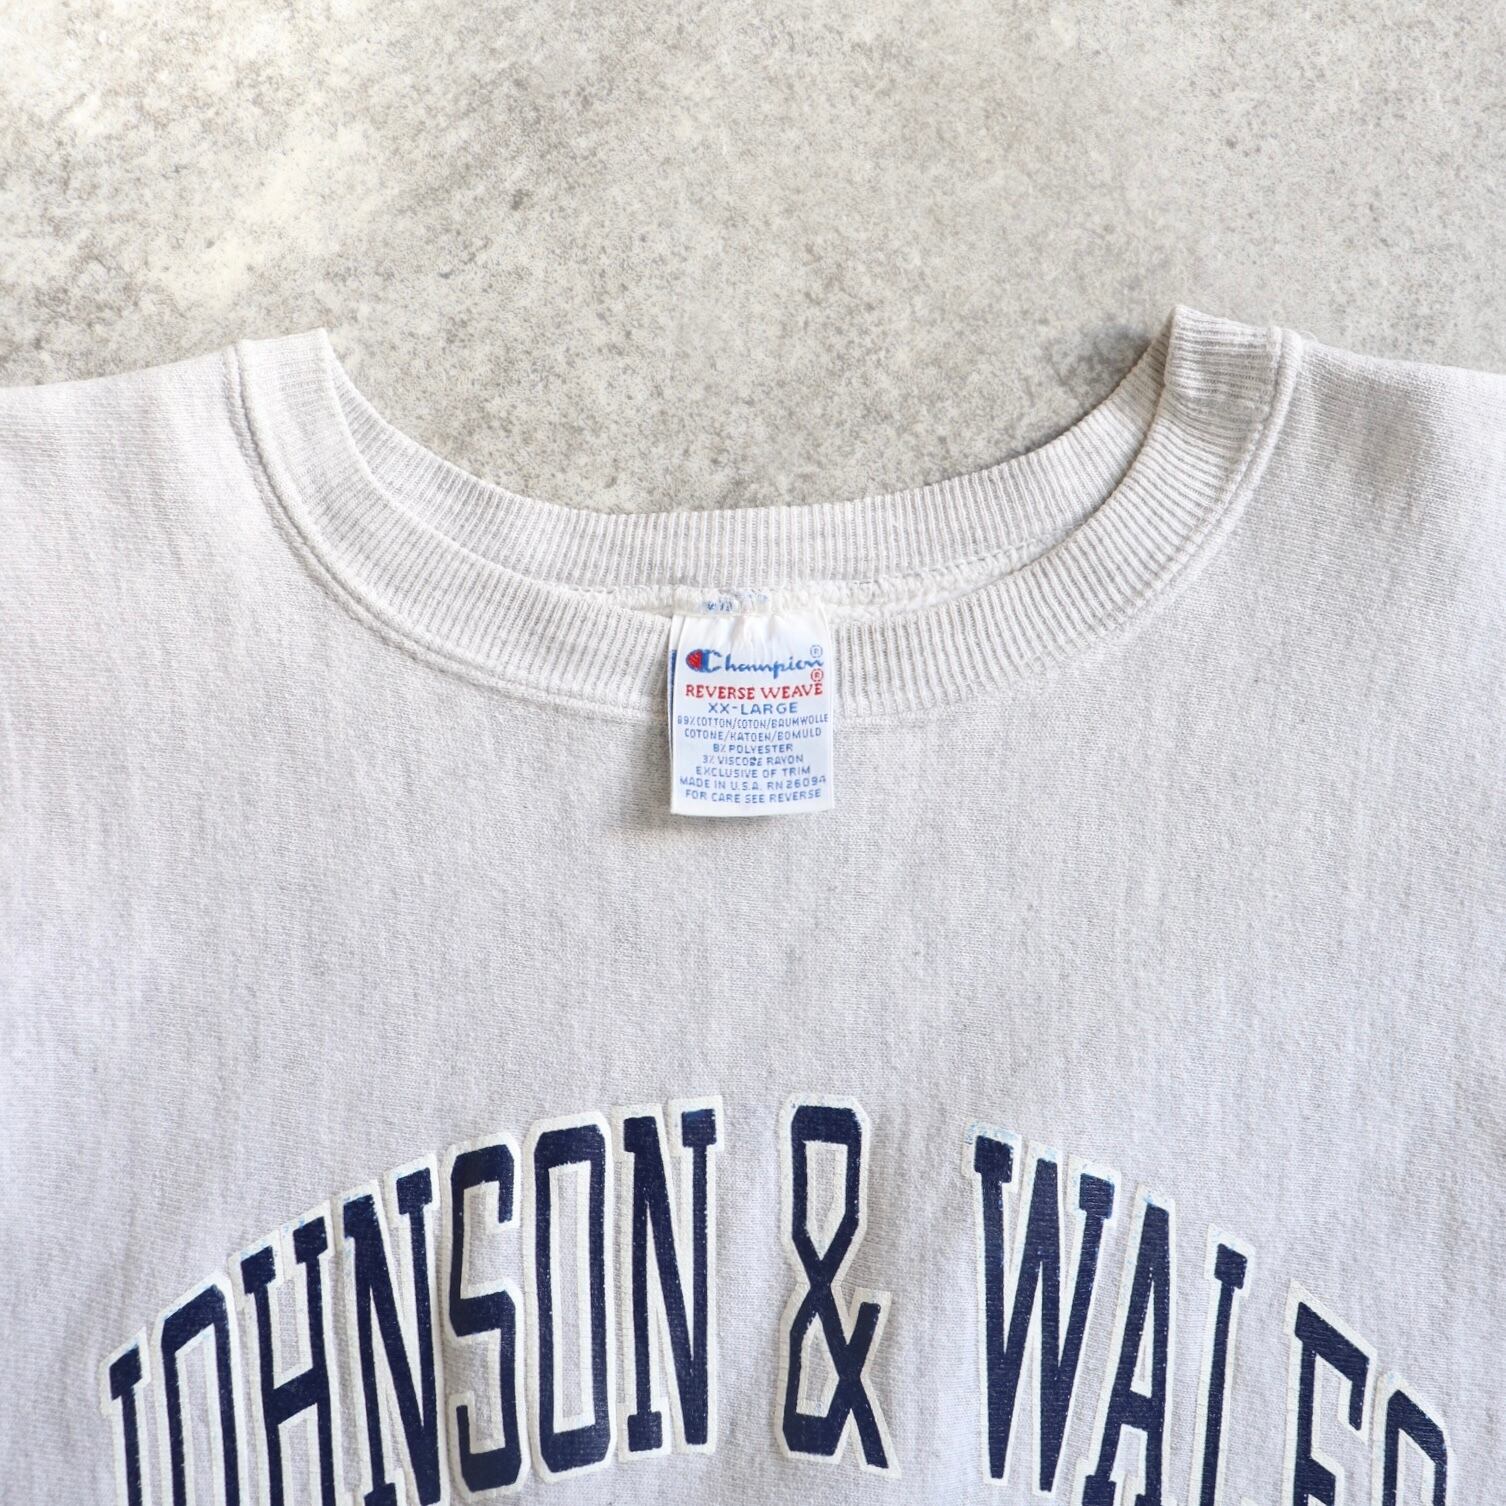 Champion®
REVERSE WEAVE®
XX-LARGE
89% COTTON/COTON/BAUMWOLLE
COTONE/KATOEN/BOMULD
8% POLYESTER
3% VISCOSE RAYON
EXCLUSIVE OF TRIM
MADE IN U.S.A. RN 26094
FOR CARE SEE REVERSE
JOHNSON & WALES